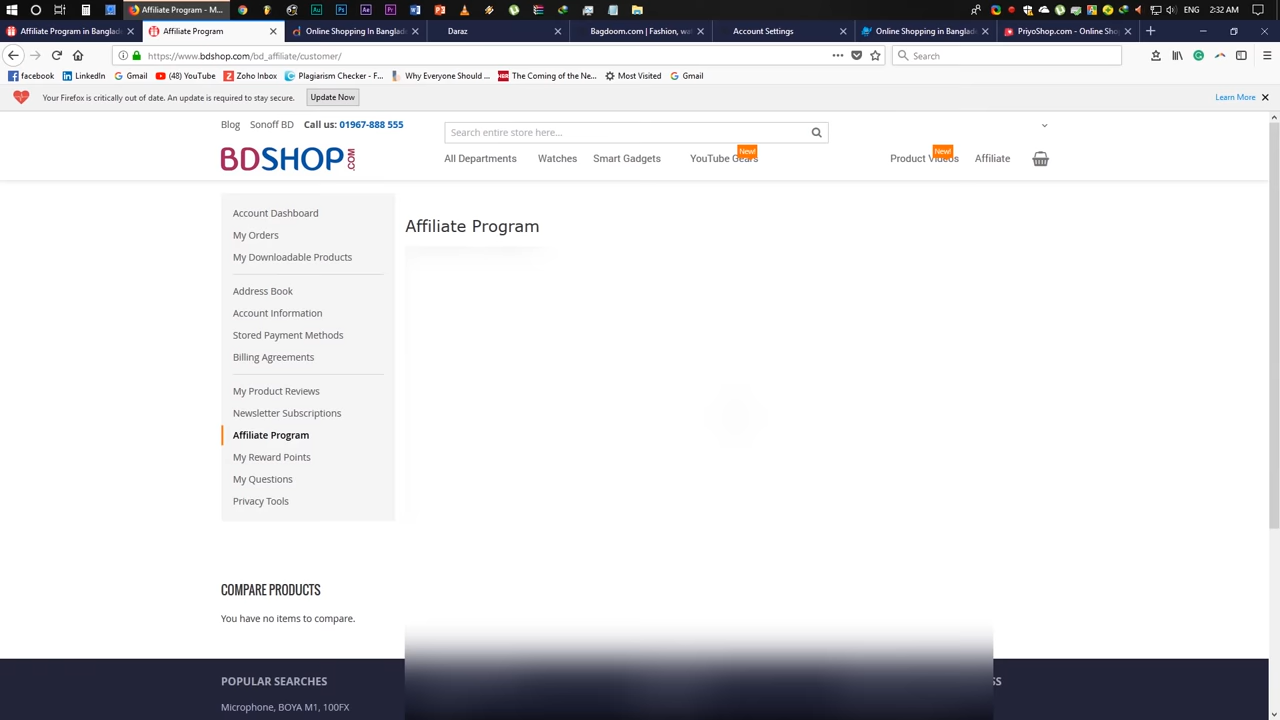 Affiliate Program - M...
ENG 2:32 AM
Affiliate Program in Banglad
Affiliate Program
Online Shopping In Banglad
Daraz
Bagdoom.com | Fashion, wat
Account Settings
Online Shopping in Banglad
PriyoShop.com - Online Sho
https://www.bdshop.com/bd_affiliate/customer/
Search
facebook
LinkedIn
Gmail
(48) YouTube
Zoho Inbox
Plagiarism Checker - F...
Why Everyone Should ...
The Coming of the Ne...
Most Visited
Gmail
Your Firefox is critically out of date. An update is required to stay secure.
Update Now
Learn More
Blog
Sonoff BD
Call us: 01967-888 555
Search entire store here...
BDSHOP.COM
All Departments
Watches
Smart Gadgets
YouTube Gears
New!
Product Videos
New!
Affiliate
Account Dashboard
My Orders
My Downloadable Products
Address Book
Account Information
Stored Payment Methods
Billing Agreements
My Product Reviews
Newsletter Subscriptions
Affiliate Program
My Reward Points
My Questions
Privacy Tools
Affiliate Program
COMPARE PRODUCTS
You have no items to compare.
POPULAR SEARCHES
SS
Microphone, BOYA M1, 100FX